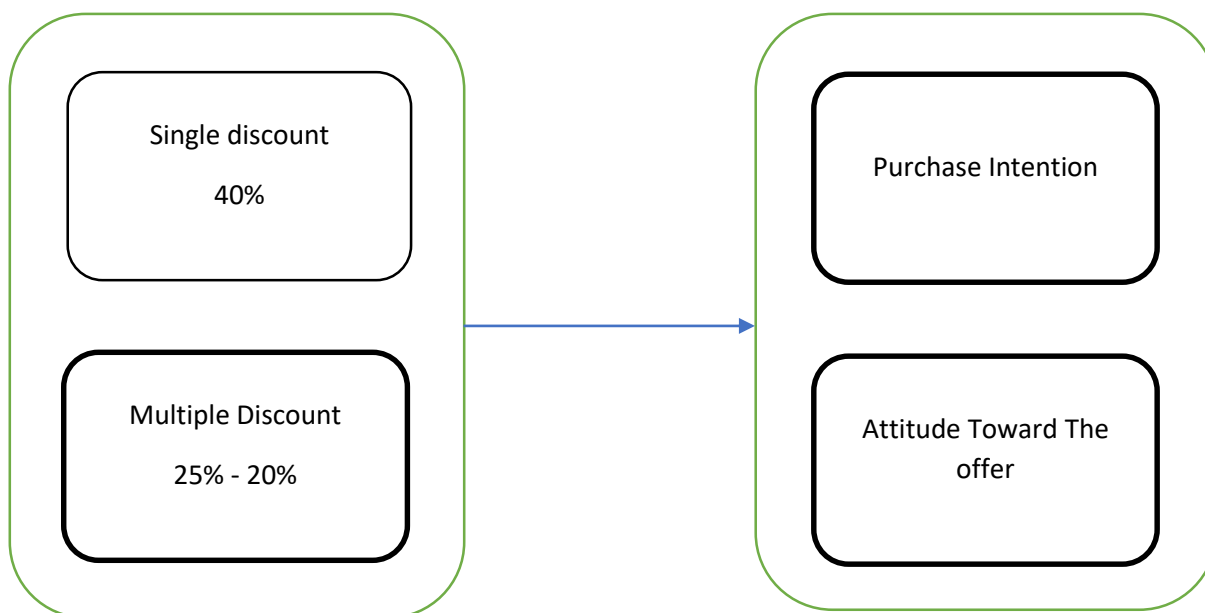 Single discount
40%
Multiple Discount
25% - 20%
Purchase Intention
Attitude Toward The
offer